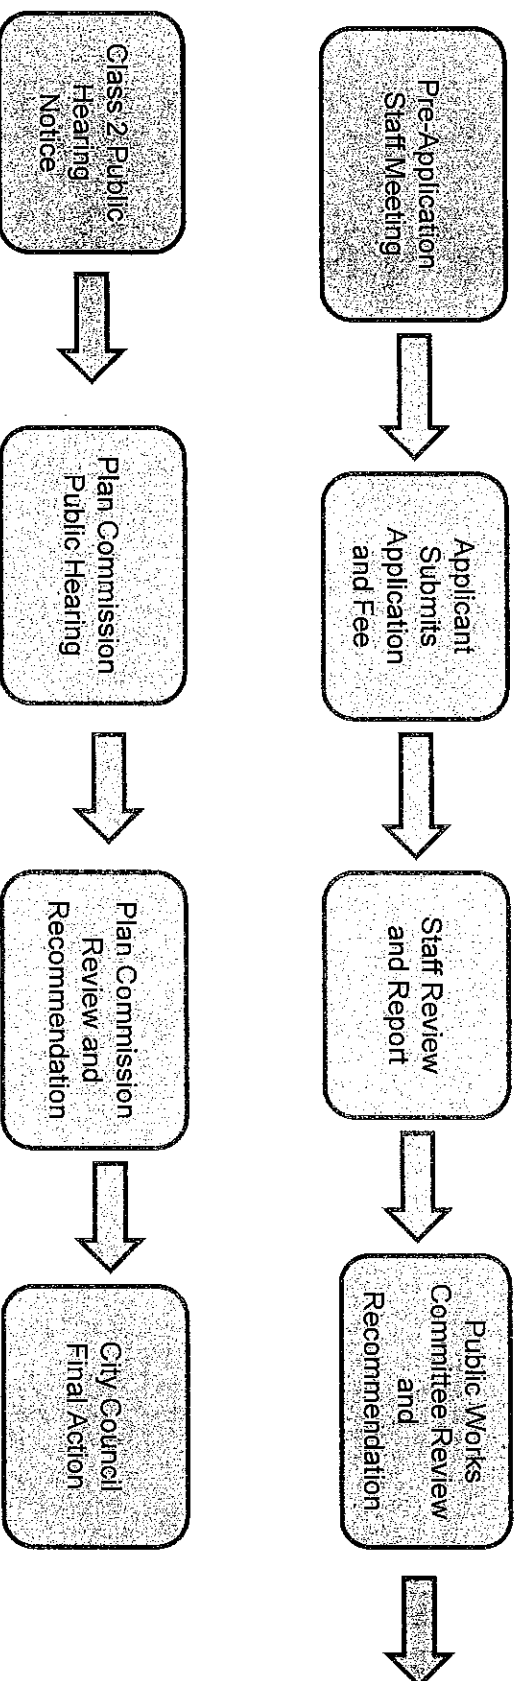 Pre-Application
Staff Meeting
Applicant
Submits
Application
and Fee
Staff Review
and Report
Public Works
Committee Review
and
Recommendation
Class 2 Public
Hearing
Notice
Plan Commission
Public Hearing
Plan Commission
Review and
Recommendation
City Council
Final Action